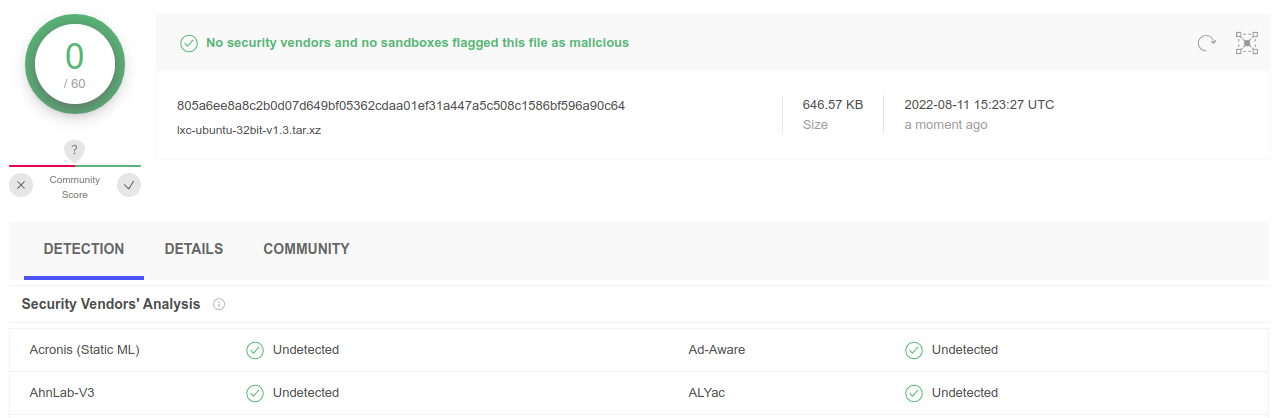 0
/ 60
?
Community
Score
No security vendors and no sandboxes flagged this file as malicious
805a6ee8a8c2b0d07d649bf05362cdaa01ef31a447a5c508c1586bf596a90c64
lxc-ubuntu-32bit-v1.3.tar.xz
646.57 KB
Size
2022-08-11 15:23:27 UTC
a moment ago
DETECTION DETAILS COMMUNITY
Security Vendors' Analysis
Acronis (Static ML) Undetected Ad-Aware Undetected
AhnLab-V3 Undetected ALYac Undetected